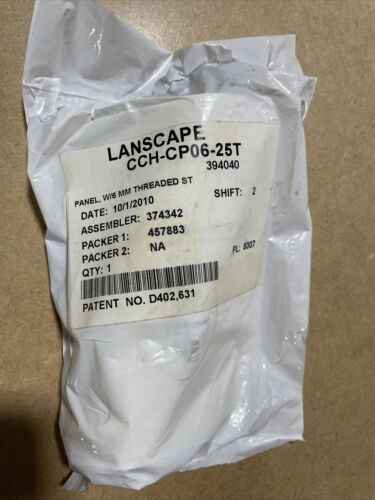 LANSCAPE
CCH-CP06-25T
394040
PANEL, W/6 MM THREADED ST
DATE: 10/1/2010 SHIFT: 2
ASSEMBLER: 374342
PACKER 1: 457883
PACKER 2: NA PL: 8007
QTY: 1
PATENT NO. D402,631